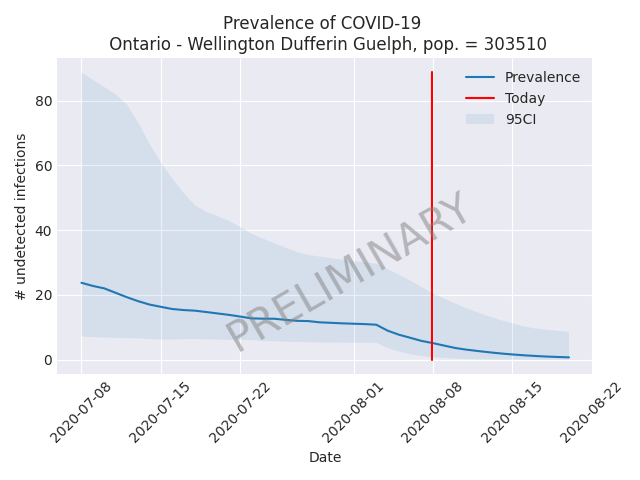 Prevalence of COVID-19
Ontario - Wellington Dufferin Guelph, pop. = 303510
Prevalence
Today
95CI
# undetected infections
80
60
40
20
0
PRELIMINARY
2020-07-08
2020-07-15
2020-07-22
2020-08-01
2020-08-08
2020-08-15
2020-08-22
Date